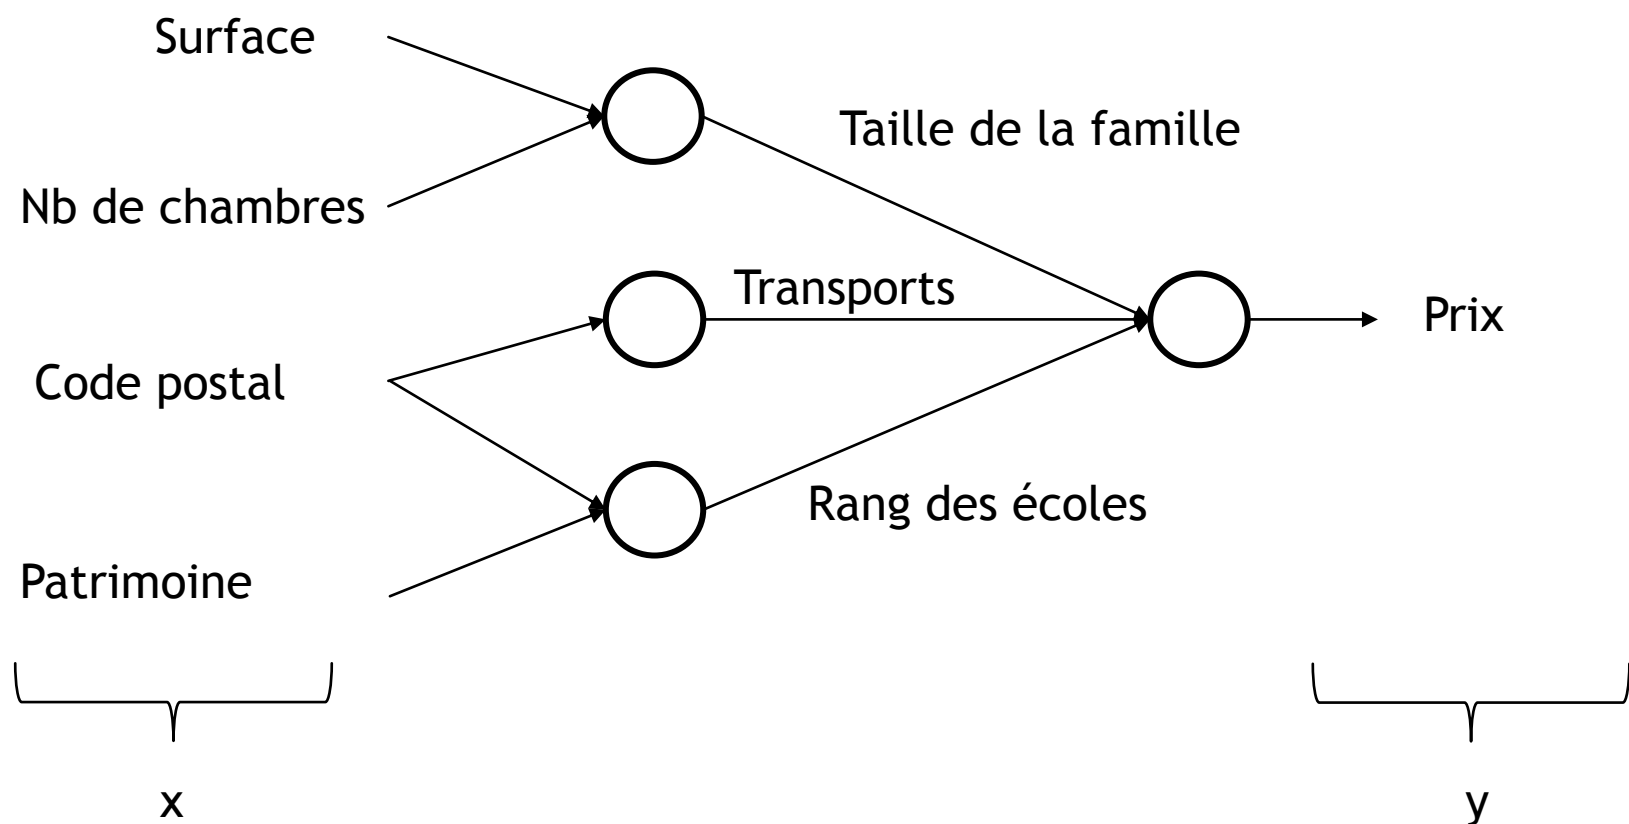 Surface
Taille de la famille
Nb de chambres
Transports
Prix
Code postal
Rang des écoles
Patrimoine
x
y